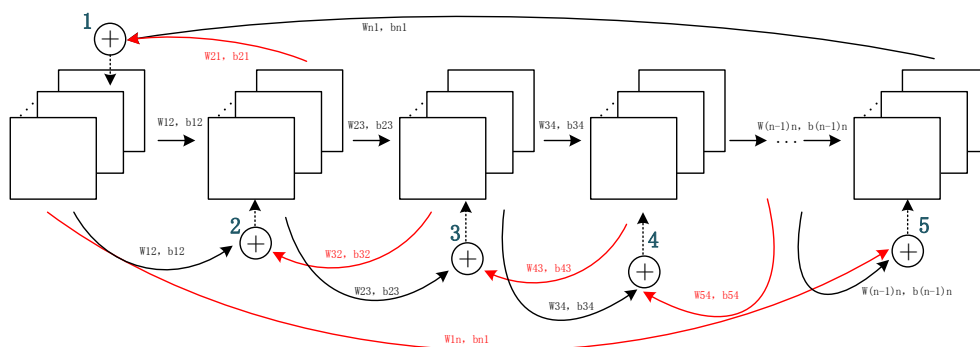 1
Wn1, bn1
W21, b21
W12, b12
W23, b23
W34, b34
W(n-1)n, b(n-1)n
...
2
3
4
5
W12, b12
W32, b32
W23, b23
W43, b43
W34, b34
W54, b54
W(n-1)n, b(n-1)n
W1n, bn1